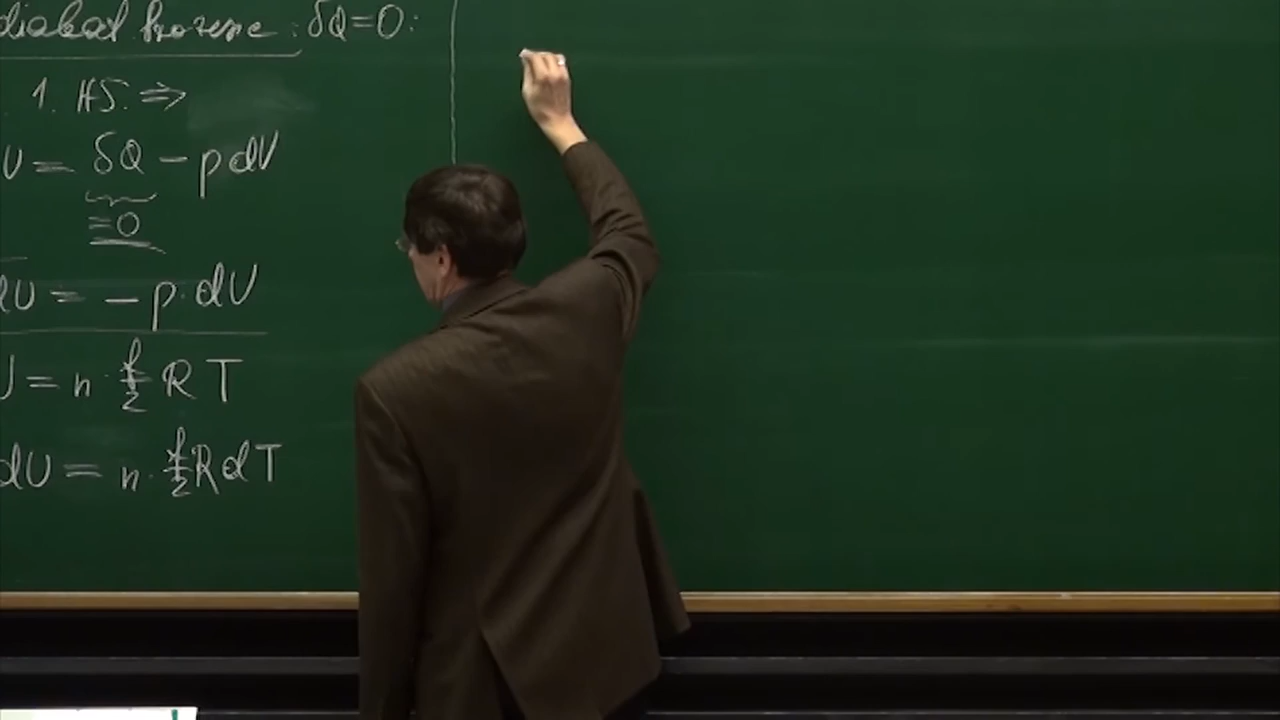 diabat Prozesse: δQ=0:
1. HS. ⇒
U = δQ − p dV
≡0
dU = − p · dV
U = n · f/2 R T
dU = n · f/2 R dT